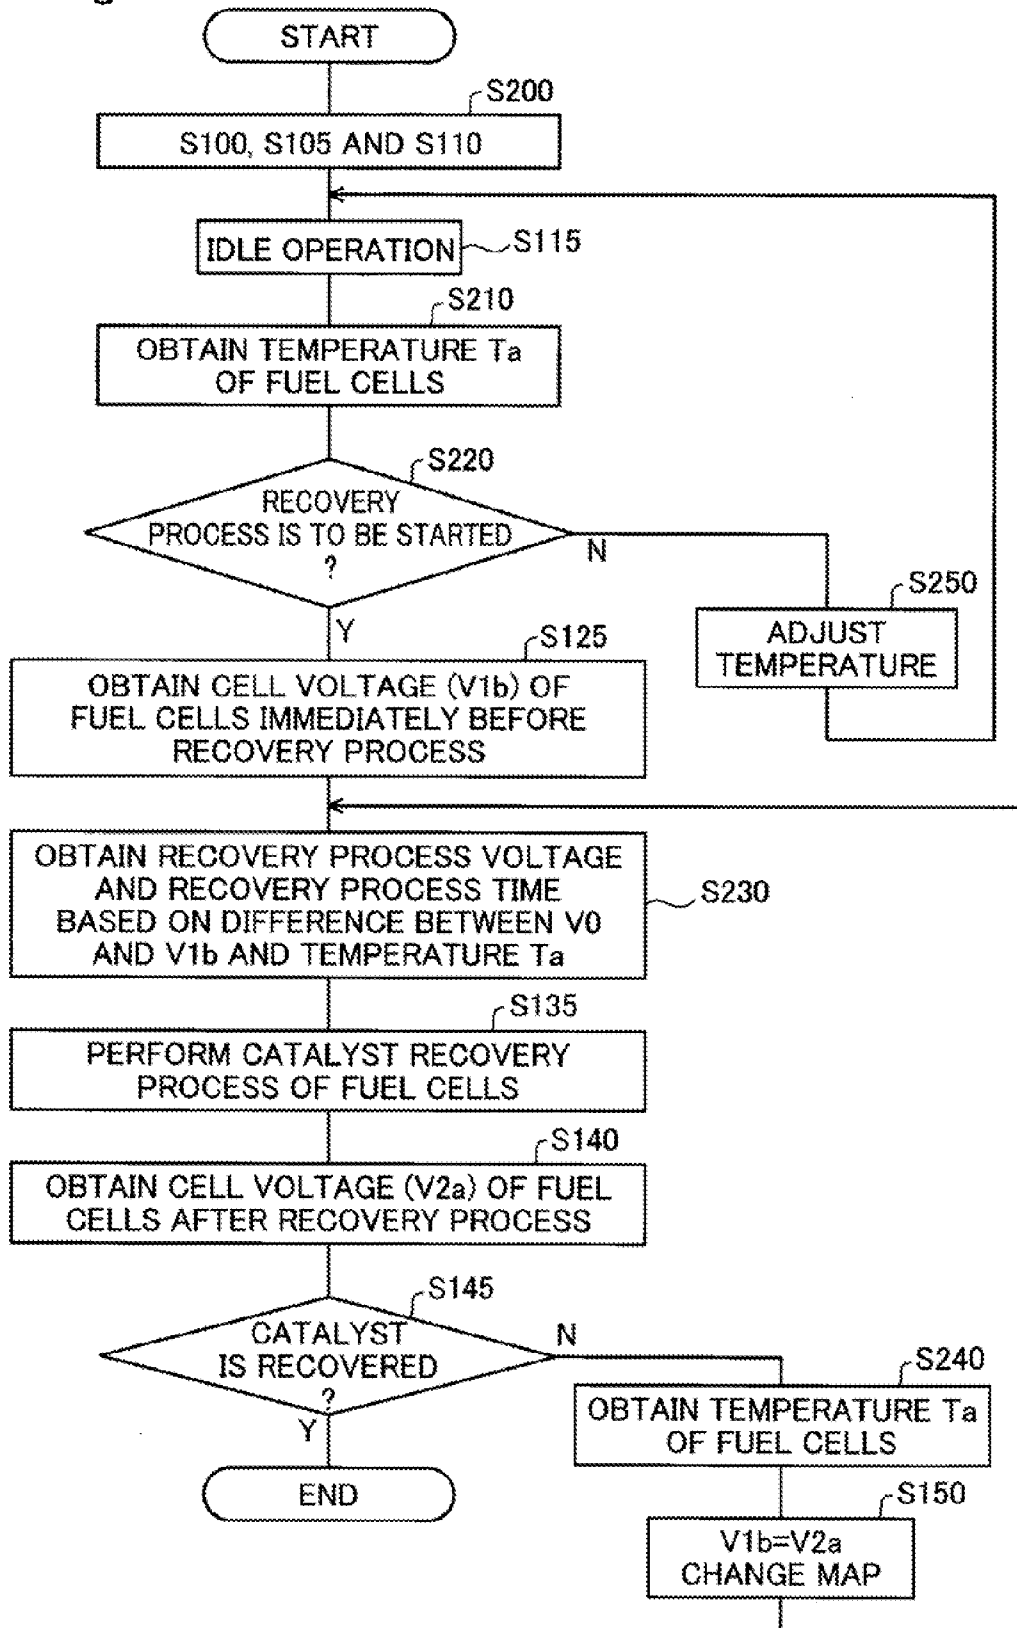 START
S200
S100, S105 AND S110
IDLE OPERATION
S115
S210
OBTAIN TEMPERATURE Ta
OF FUEL CELLS
S220
RECOVERY
PROCESS IS TO BE STARTED
?
N
Y
S250
ADJUST
TEMPERATURE
S125
OBTAIN CELL VOLTAGE (V1b) OF
FUEL CELLS IMMEDIATELY BEFORE
RECOVERY PROCESS
OBTAIN RECOVERY PROCESS VOLTAGE
AND RECOVERY PROCESS TIME
BASED ON DIFFERENCE BETWEEN V0
AND V1b AND TEMPERATURE Ta
S230
S135
PERFORM CATALYST RECOVERY
PROCESS OF FUEL CELLS
S140
OBTAIN CELL VOLTAGE (V2a) OF FUEL
CELLS AFTER RECOVERY PROCESS
S145
CATALYST
IS RECOVERED
?
N
Y
END
S240
OBTAIN TEMPERATURE Ta
OF FUEL CELLS
S150
V1b=V2a
CHANGE MAP